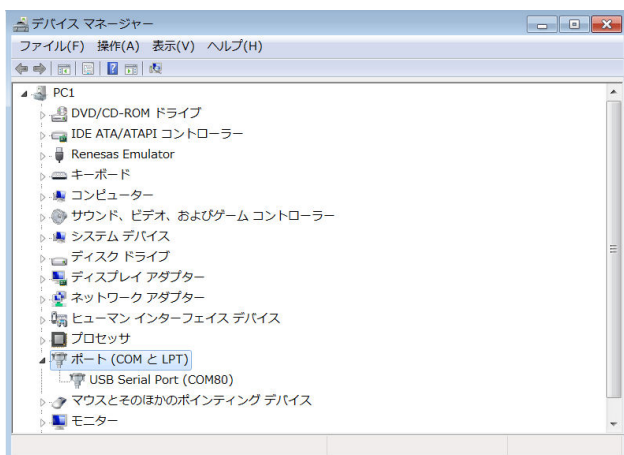 デバイス マネージャー
ファイル(F) 操作(A) 表示(V) ヘルプ(H)
PC1
DVD/CD-ROM ドライブ
IDE ATA/ATAPI コントローラー
Renesas Emulator
キーボード
コンピューター
サウンド、ビデオ、およびゲーム コントローラー
システム デバイス
ディスク ドライブ
ディスプレイ アダプター
ネットワーク アダプター
ヒューマン インターフェイス デバイス
プロセッサ
ポート (COM と LPT)
USB Serial Port (COM80)
マウスとそのほかのポインティング デバイス
モニター